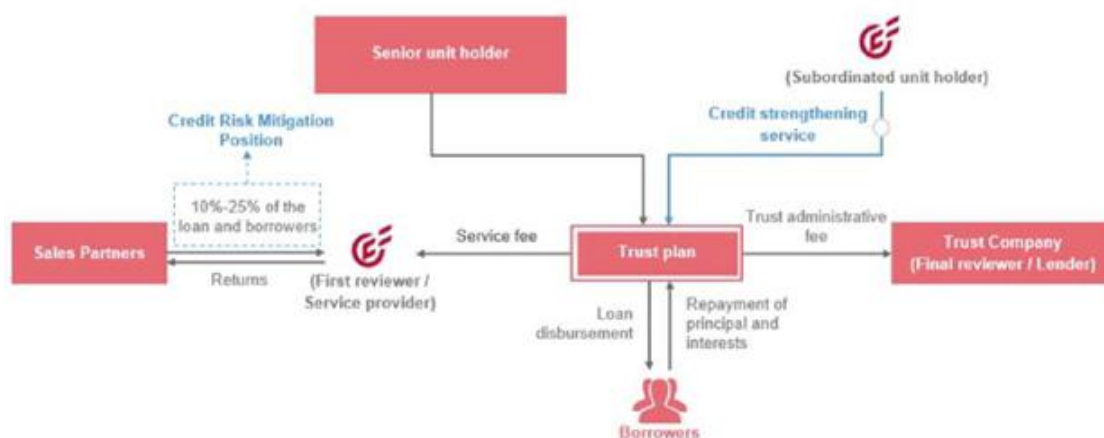 Senior unit holder
(Subordinated unit holder)
Credit strengthening
service
Credit Risk Mitigation
Position
10%-25% of the
loan and borrowers
Sales Partners
Returns
(First reviewer /
Service provider)
Service fee
Trust plan
Trust administrative
fee
Trust Company
(Final reviewer / Lender)
Loan
disbursement
Repayment of
principal and
interests
Borrowers